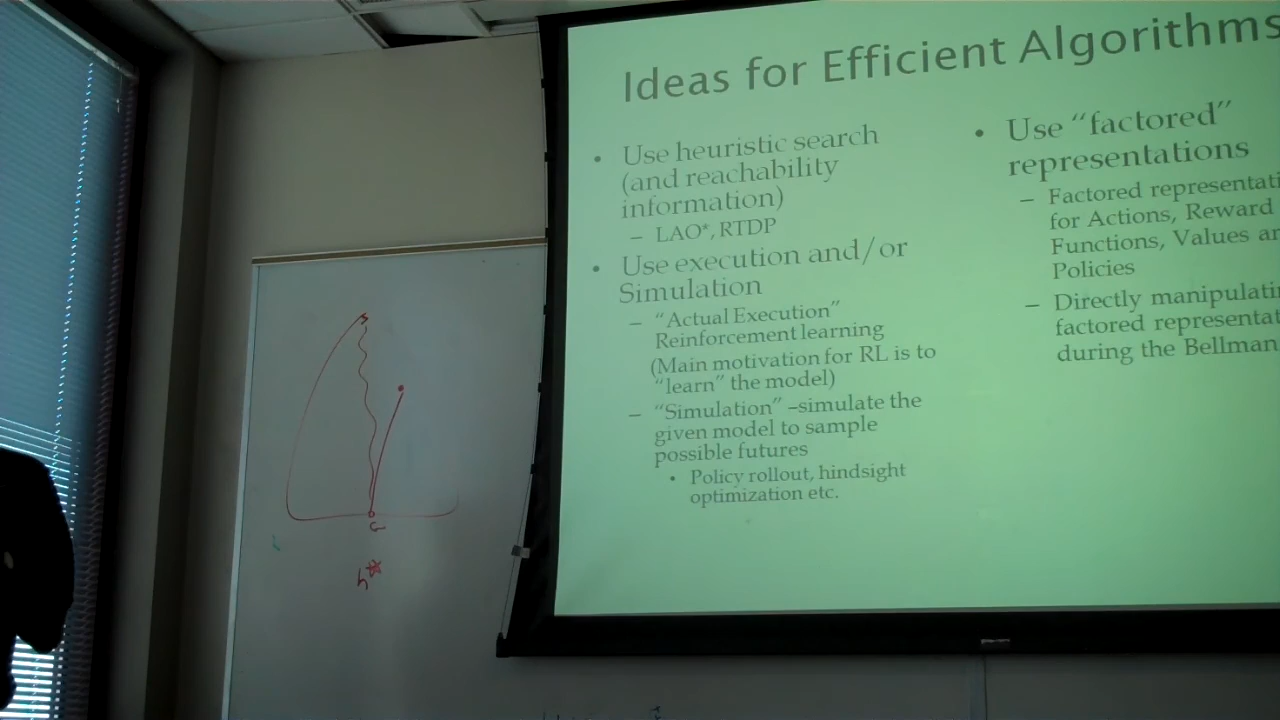 Ideas for Efficient Algorithms
• Use heuristic search
(and reachability
information)
– LAO*, RTDP
• Use execution and/or
Simulation
– “Actual Execution”
Reinforcement learning
(Main motivation for RL is to
“learn” the model)
– “Simulation” –simulate the
given model to sample
possible futures
• Policy rollout, hindsight
optimization etc.
• Use “factored”
representations
– Factored representati
for Actions, Reward
Functions, Values an
Policies
– Directly manipulatin
factored representat
during the Bellman
G
h*